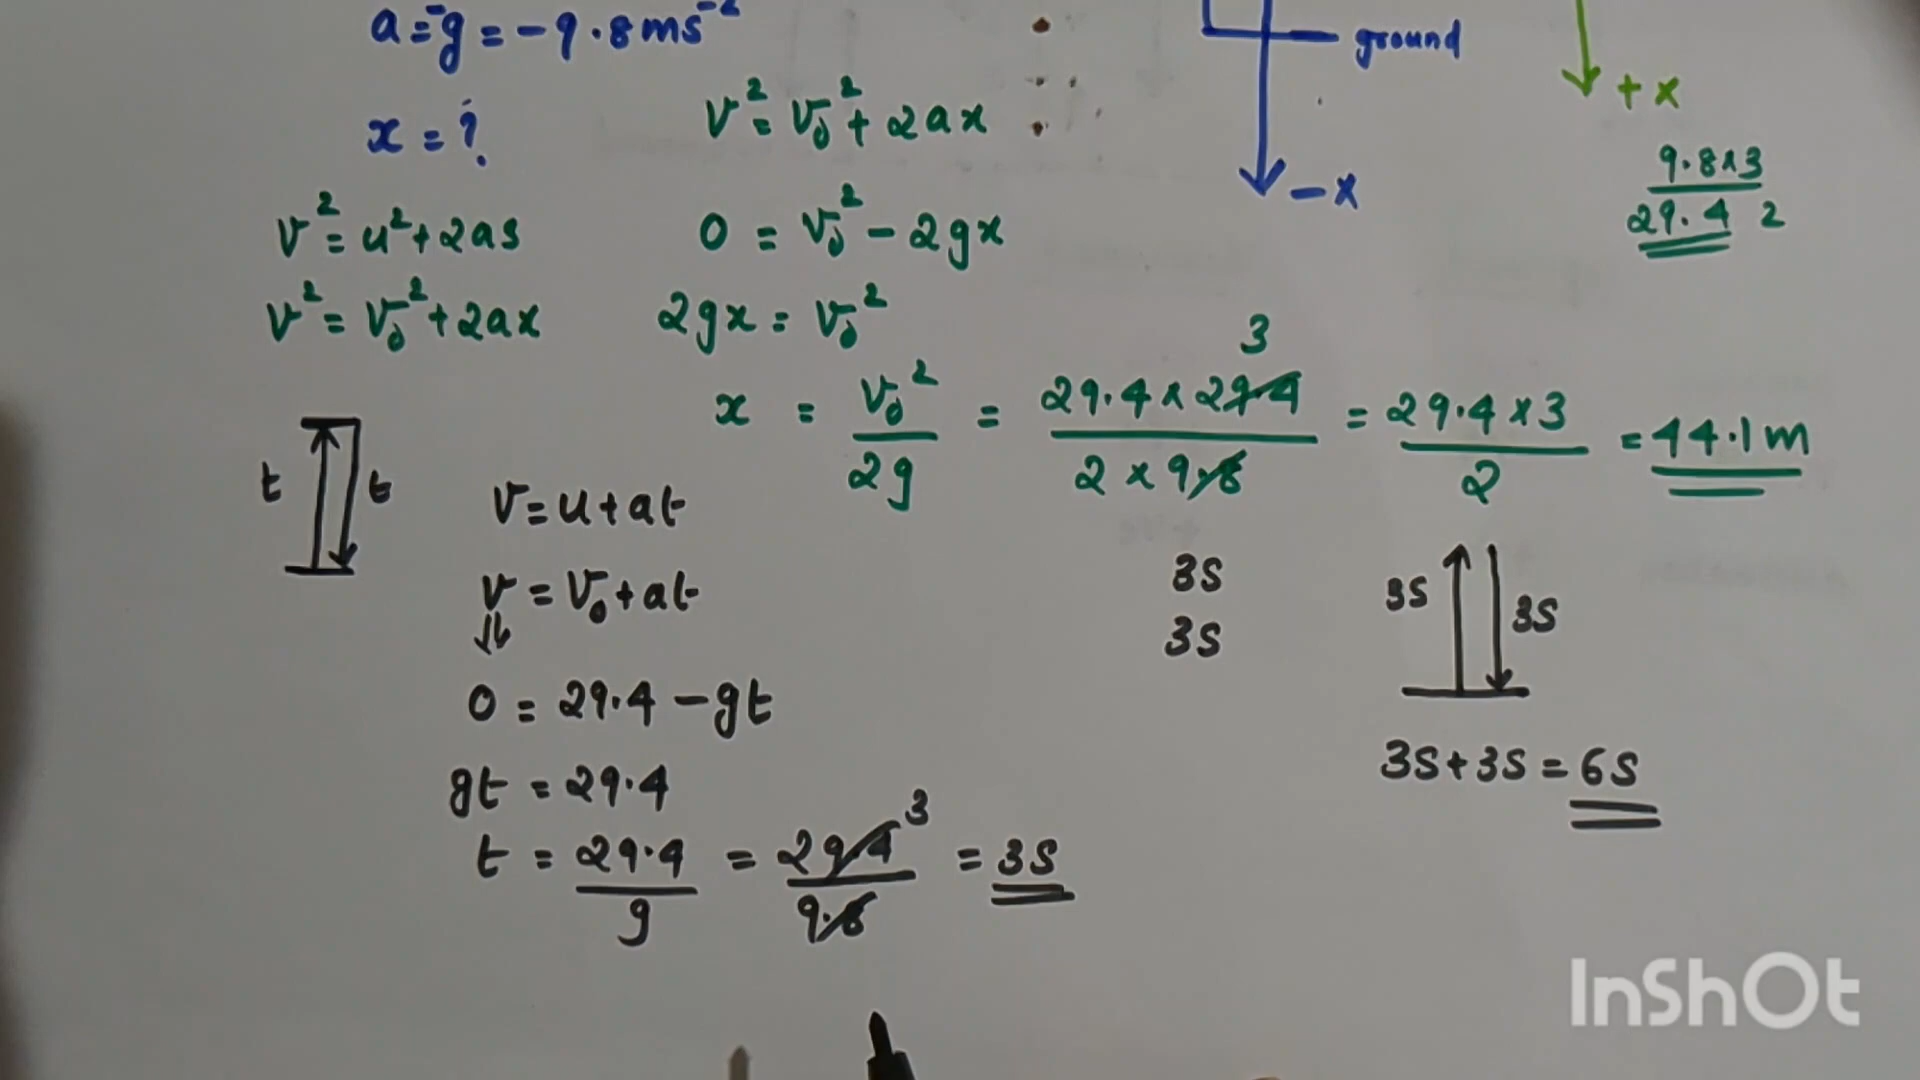 a = -g = -9.8 ms⁻²
ground
+x
x = ?
v² = v₀² + 2ax
-x
9.8 x 3
29.4 2
v² = u² + 2as
0 = v₀² - 2gx
v² = v₀² + 2ax
2gx = v₀²
x = v₀²/2g = 29.4 x 29.4/2 x 9.8 = 29.4 x 3/2 = 44.1 m
3
t t
v = u + at
v = v₀ + at
0 = 29.4 - gt
gt = 29.4
t = 29.4/g = 29.4/9.8 = 3s
3
3s
3s
3s 3s
3s + 3s = 6s
InShOt